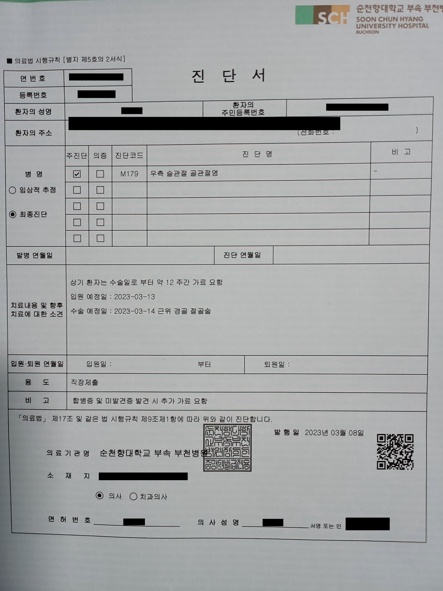 SCH 순천향대학교 부속 부천병
SOON CHUN HYANG
UNIVERSITY HOSPITAL
BUCHEON
■ 의료법 시행규칙 [별지 제5호의 2서식]
진 단 서
연 번 호
등록번호
환자의 성명
환자의
주민등록번호
환자의 주소
(전화번호 : )
병 명
○ 임상적 추정
◉ 최종진단
주진단 의증 진단코드 진 단 명 비 고
☑ ☐ M179 우측 슬관절 골관절염 -
발병 연월일 진단 연월일
치료내용 및 향후
치료에 대한 소견
상기 환자는 수술일로 부터 약 12 주간 가료 요함
입원 예정일 : 2023-03-13
수술 예정일 : 2023-03-14 근위 경골 절골술
입원·퇴원 연월일 입원일 : 부터 퇴원일 :
용 도 직장제출
비 고 합병증 및 미발견증 발견 시 추가 가료 요함
「의료법」 제17조 및 같은 법 시행규칙 제9조제1항에 따라 위와 같이 진단합니다.
발 행 일 2023년 03월 08일
의 료 기 관 명 순천향대학교 부속 부천병원
소 재 지
◉ 의사 ○ 치과의사
면 허 번 호 의 사 성 명 서명 또는 인